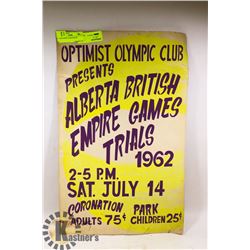 OPTIMIST OLYMPIC CLUB
PRESENTS
ALBERTA BRITISH
EMPIRE GAMES
TRIALS
1962
2-5 P.M.
SAT. JULY 14
CORONATION PARK
ADULTS 75¢ CHILDREN 25¢
Kastner's